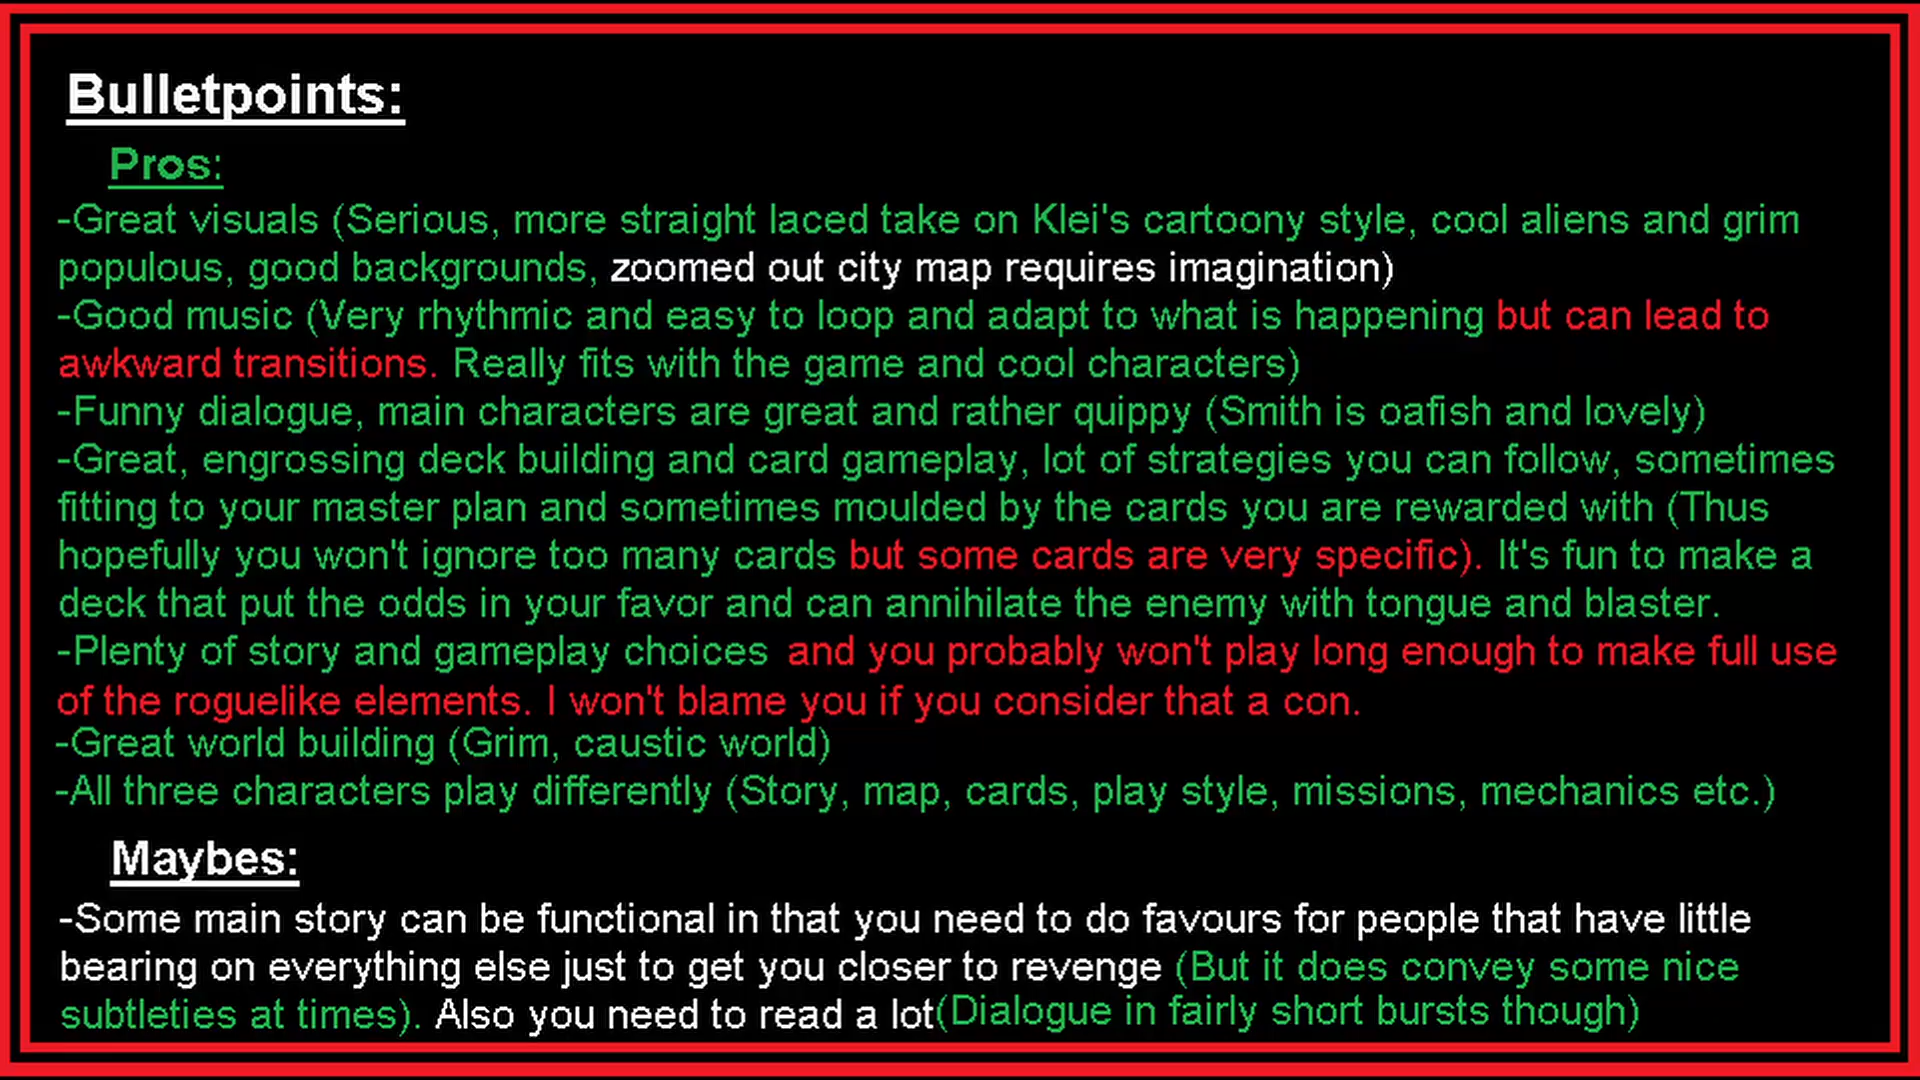 Bulletpoints:
Pros:
-Great visuals (Serious, more straight laced take on Klei's cartoony style, cool aliens and grim
populous, good backgrounds, zoomed out city map requires imagination)
-Good music (Very rhythmic and easy to loop and adapt to what is happening but can lead to
awkward transitions. Really fits with the game and cool characters)
-Funny dialogue, main characters are great and rather quippy (Smith is oafish and lovely)
-Great, engrossing deck building and card gameplay, lot of strategies you can follow, sometimes
fitting to your master plan and sometimes moulded by the cards you are rewarded with (Thus
hopefully you won't ignore too many cards but some cards are very specific). It's fun to make a
deck that put the odds in your favor and can annihilate the enemy with tongue and blaster.
-Plenty of story and gameplay choices and you probably won't play long enough to make full use
of the roguelike elements. I won't blame you if you consider that a con.
-Great world building (Grim, caustic world)
-All three characters play differently (Story, map, cards, play style, missions, mechanics etc.)
Maybes:
-Some main story can be functional in that you need to do favours for people that have little
bearing on everything else just to get you closer to revenge (But it does convey some nice
subtleties at times). Also you need to read a lot(Dialogue in fairly short bursts though)